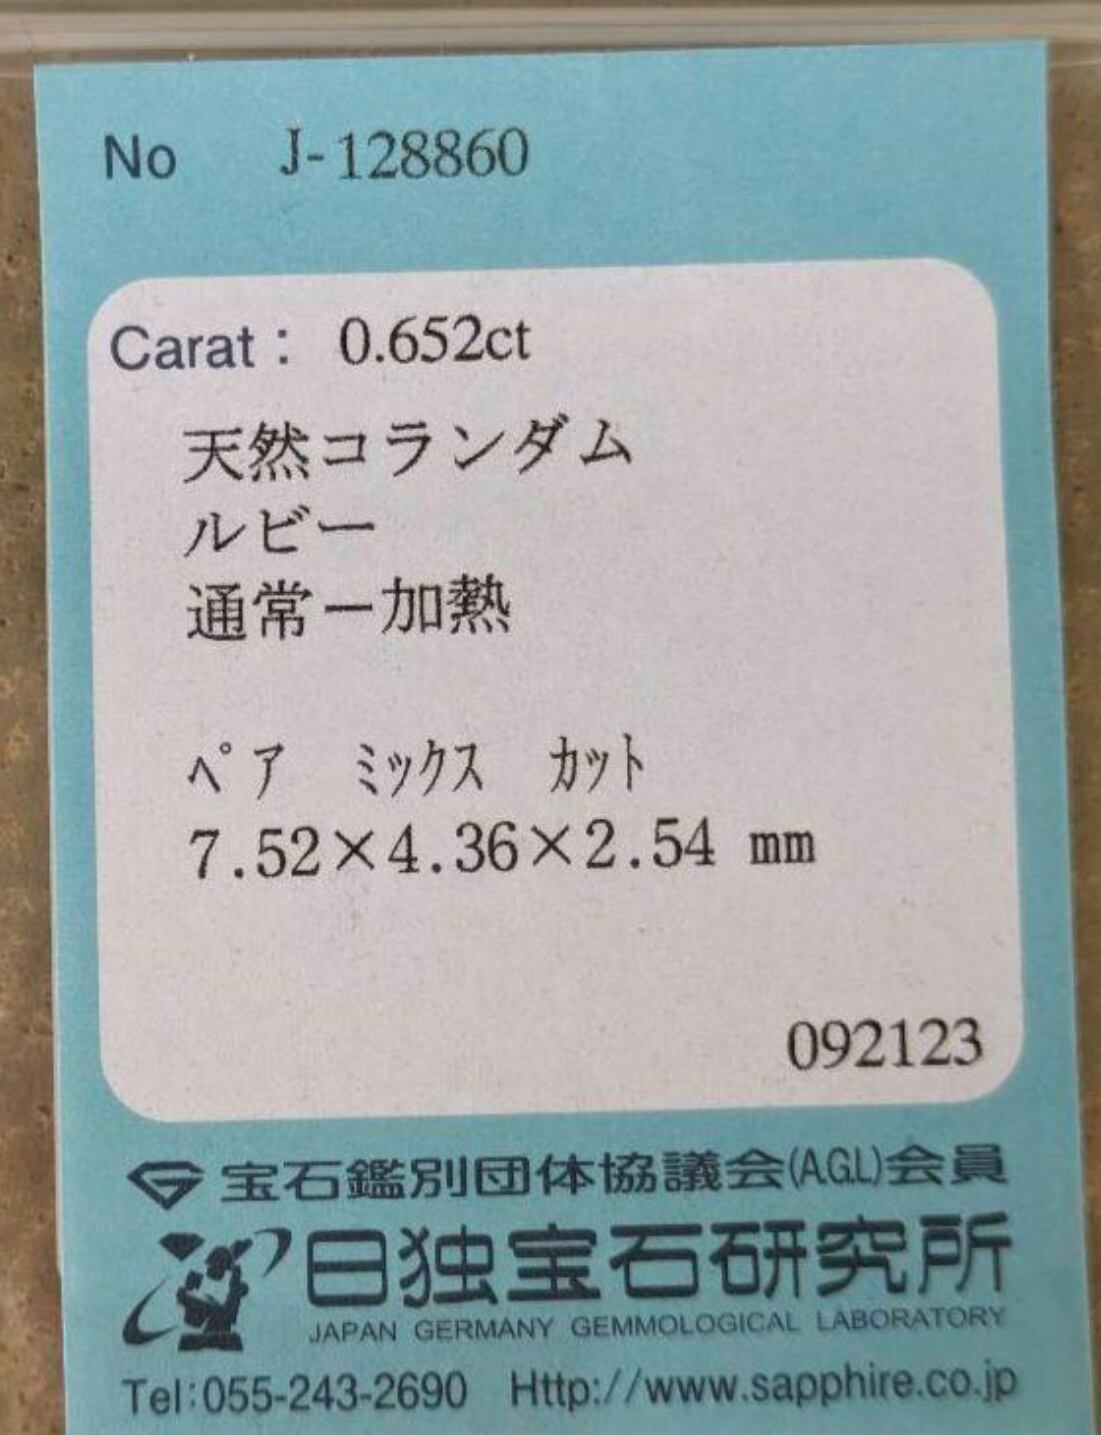 No J-128860
Carat: 0.652ct
天然コランダム
ルビー
通常ー加熱
ペア ミックス カット
7.52×4.36×2.54 mm
092123
宝石鑑別団体協議会(A.G.L)会員
日独宝石研究所
JAPAN GERMANY GEMMOLOGICAL LABORATORY
Tel:055-243-2690 Http://www.sapphire.co.jp